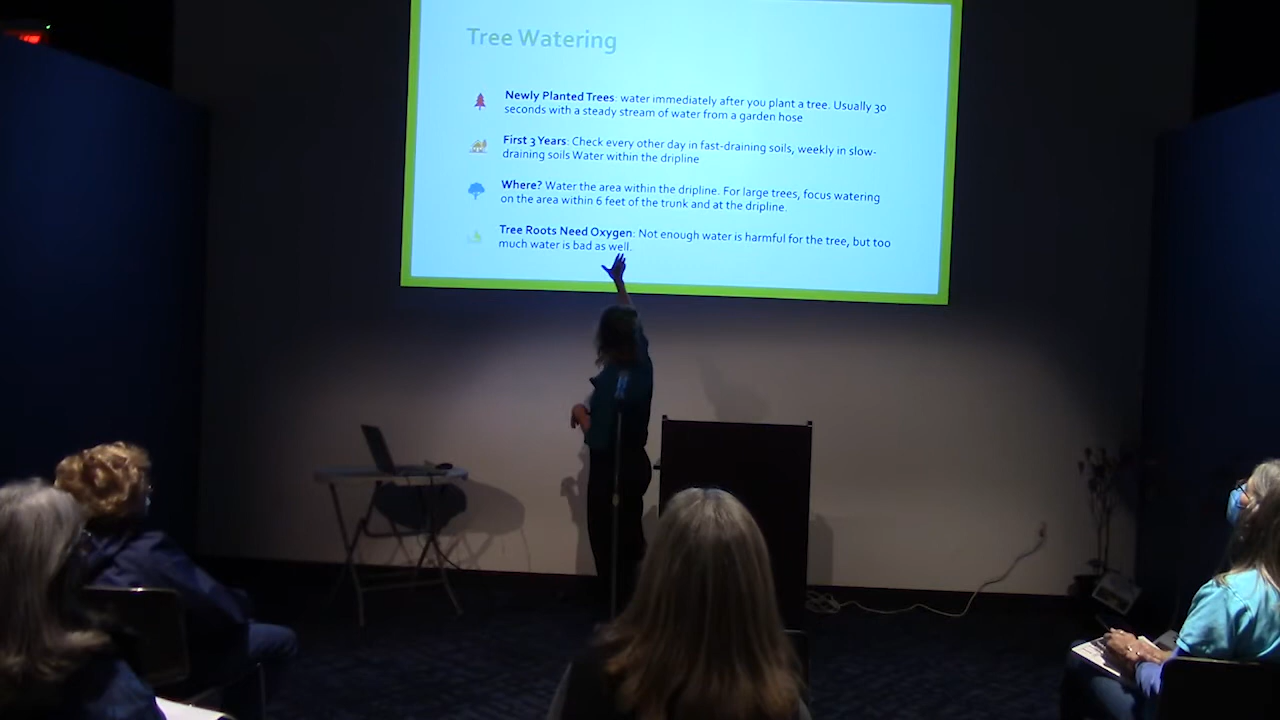 Tree Watering
Newly Planted Trees: water immediately after you plant a tree. Usually 30
seconds with a steady stream of water from a garden hose
First 3 Years: Check every other day in fast-draining soils, weekly in slow-
draining soils Water within the dripline
Where? Water the area within the dripline. For large trees, focus watering
on the area within 6 feet of the trunk and at the dripline.
Tree Roots Need Oxygen: Not enough water is harmful for the tree, but too
much water is bad as well.